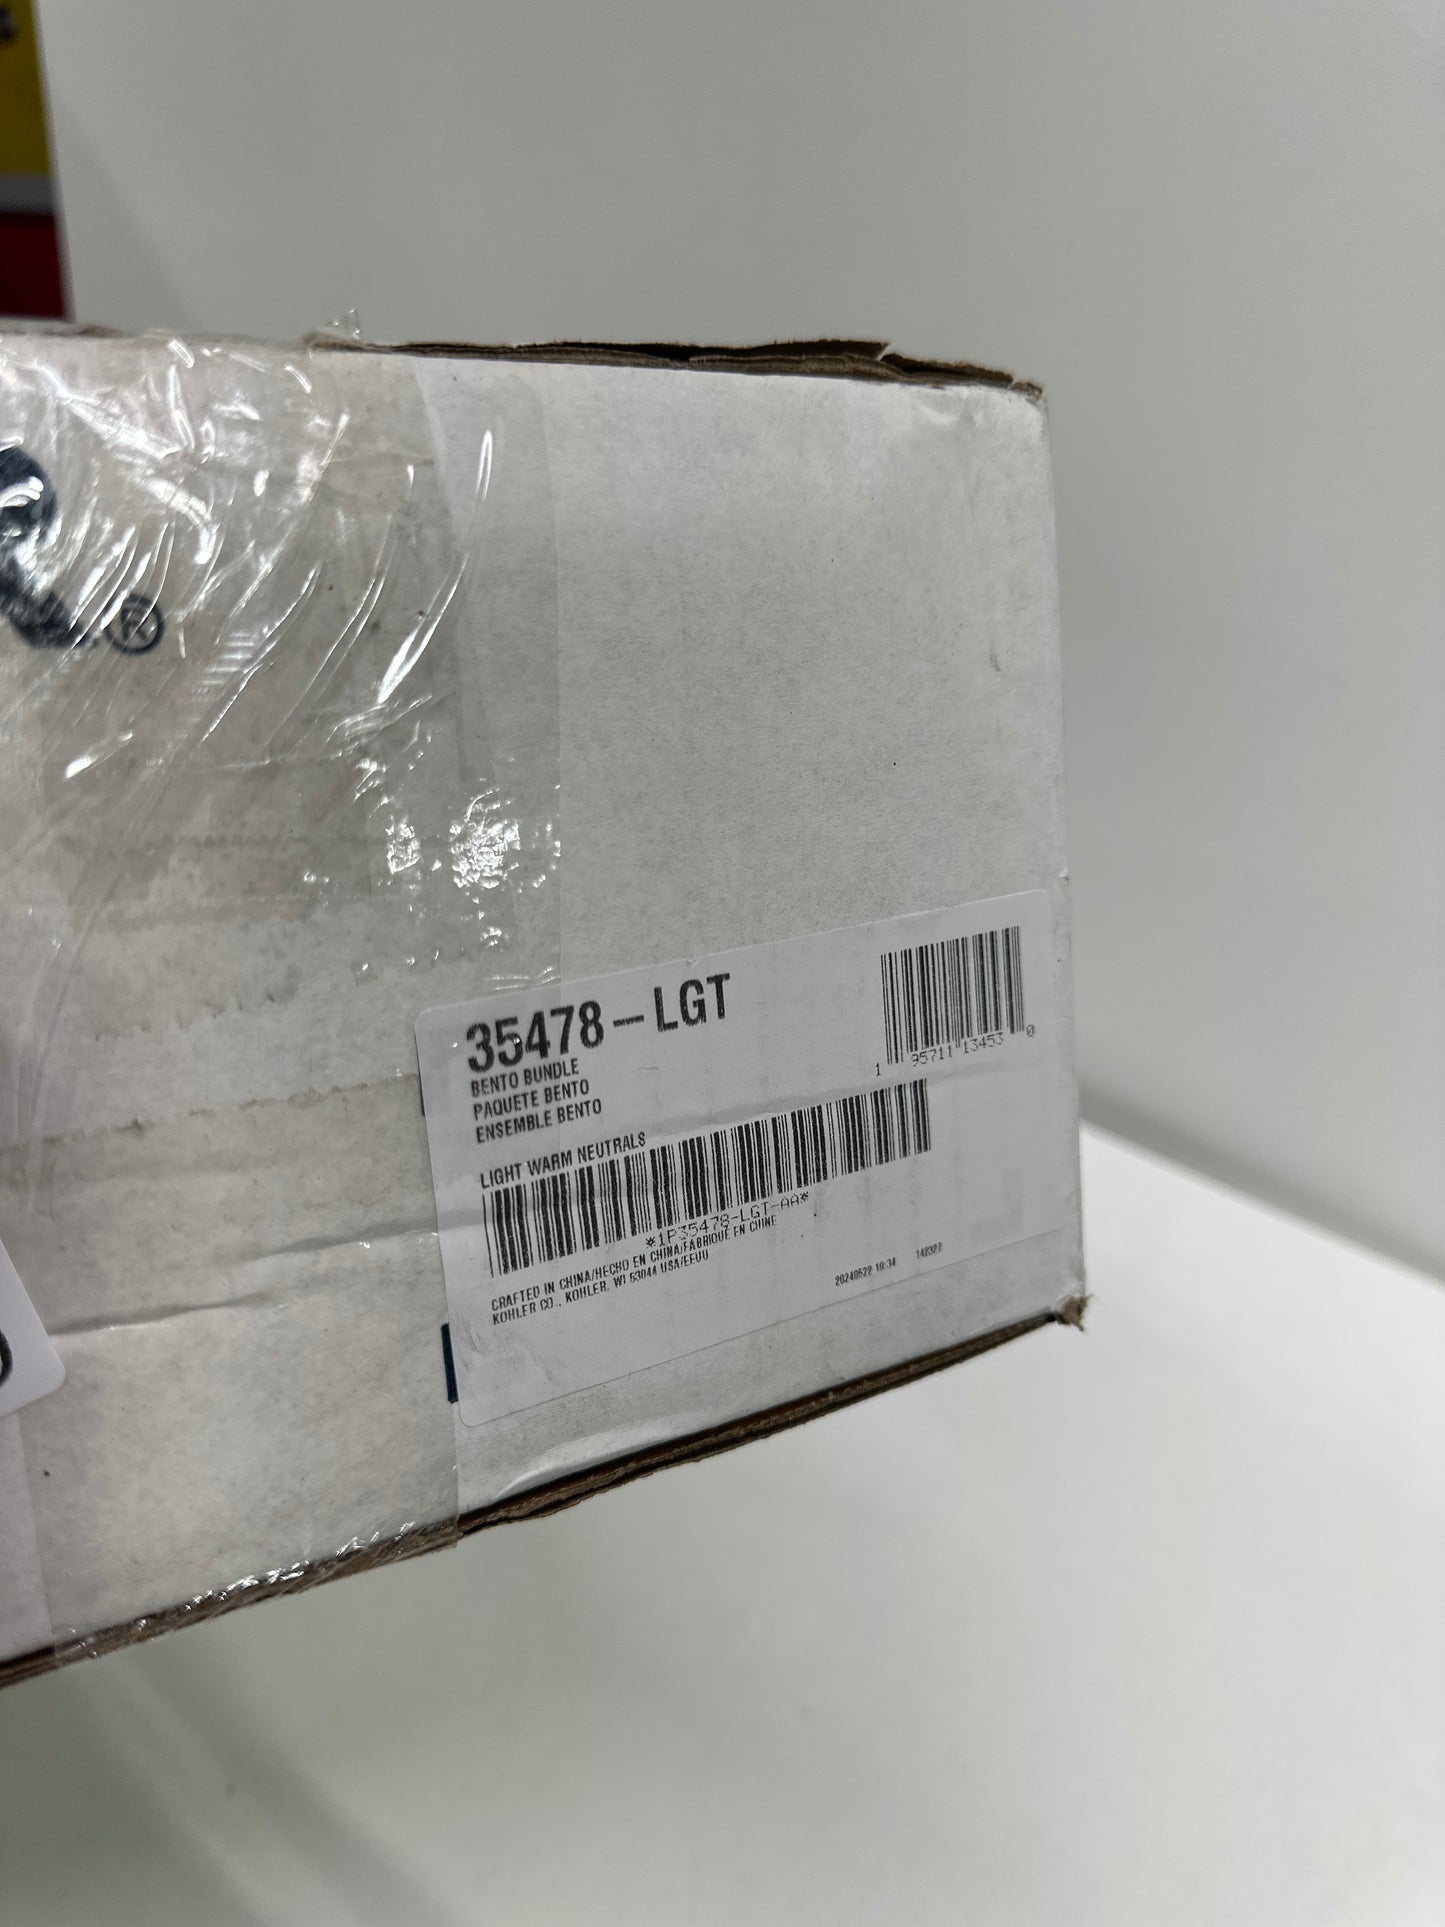 R®
35478-LGT
BENTO BUNDLE
PAQUETE BENTO
ENSEMBLE BENTO
1 95711 13453 0
LIGHT WARM NEUTRALS
*1P35478-LGT-AA*
CRAFTED IN CHINA/HECHO EN CHINA/FABRIQUÉ EN CHINE
KOHLER CO., KOHLER, WI 53044 USA/EEUU
20240522 10:34 142327